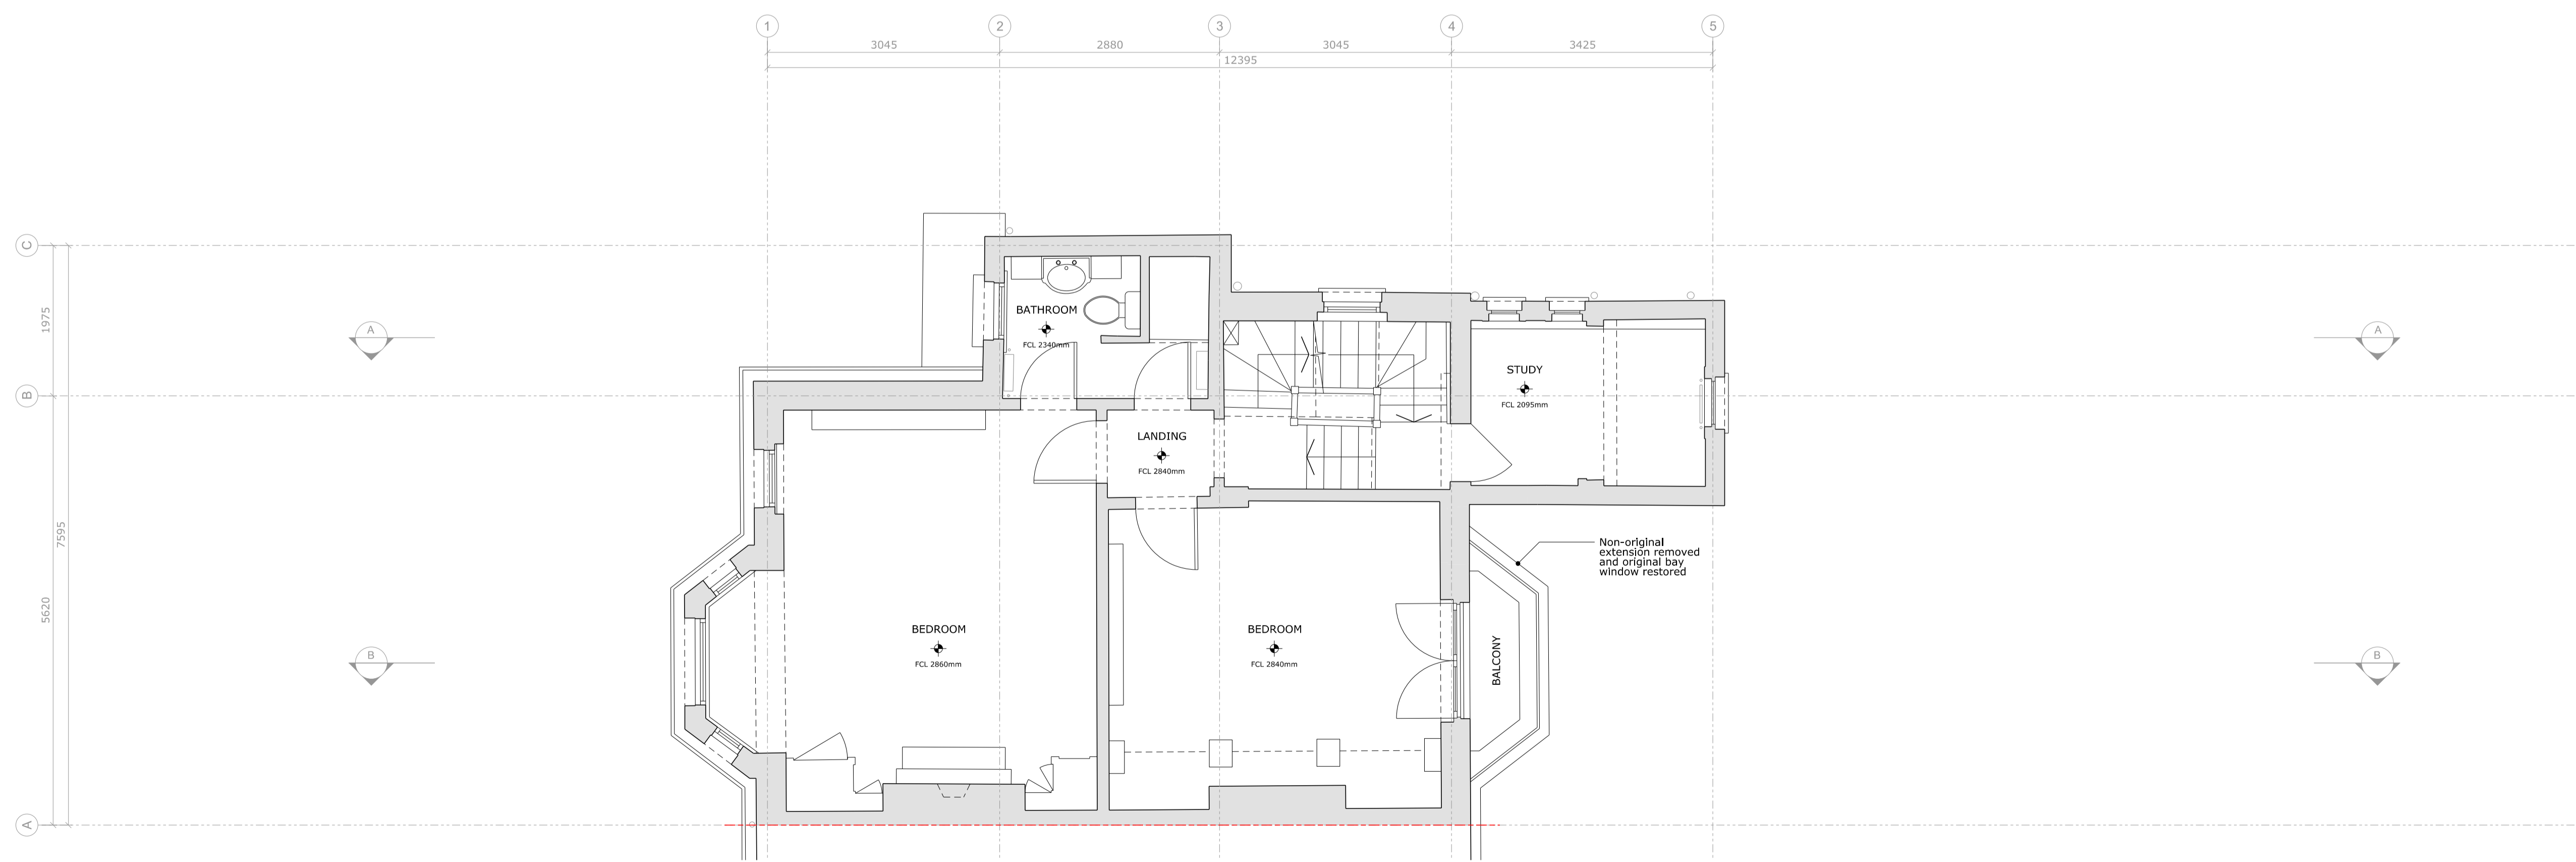 1
2
3
4
5
3045
2880
3045
3425
12395
C
B
A
1975
7595
5620
A
A
B
B
BATHROOM
FCL 2340mm
STUDY
FCL 2095mm
LANDING
FCL 2840mm
Non-original
extension removed
and original bay
window restored
BEDROOM
FCL 2860mm
BEDROOM
FCL 2840mm
BALCONY